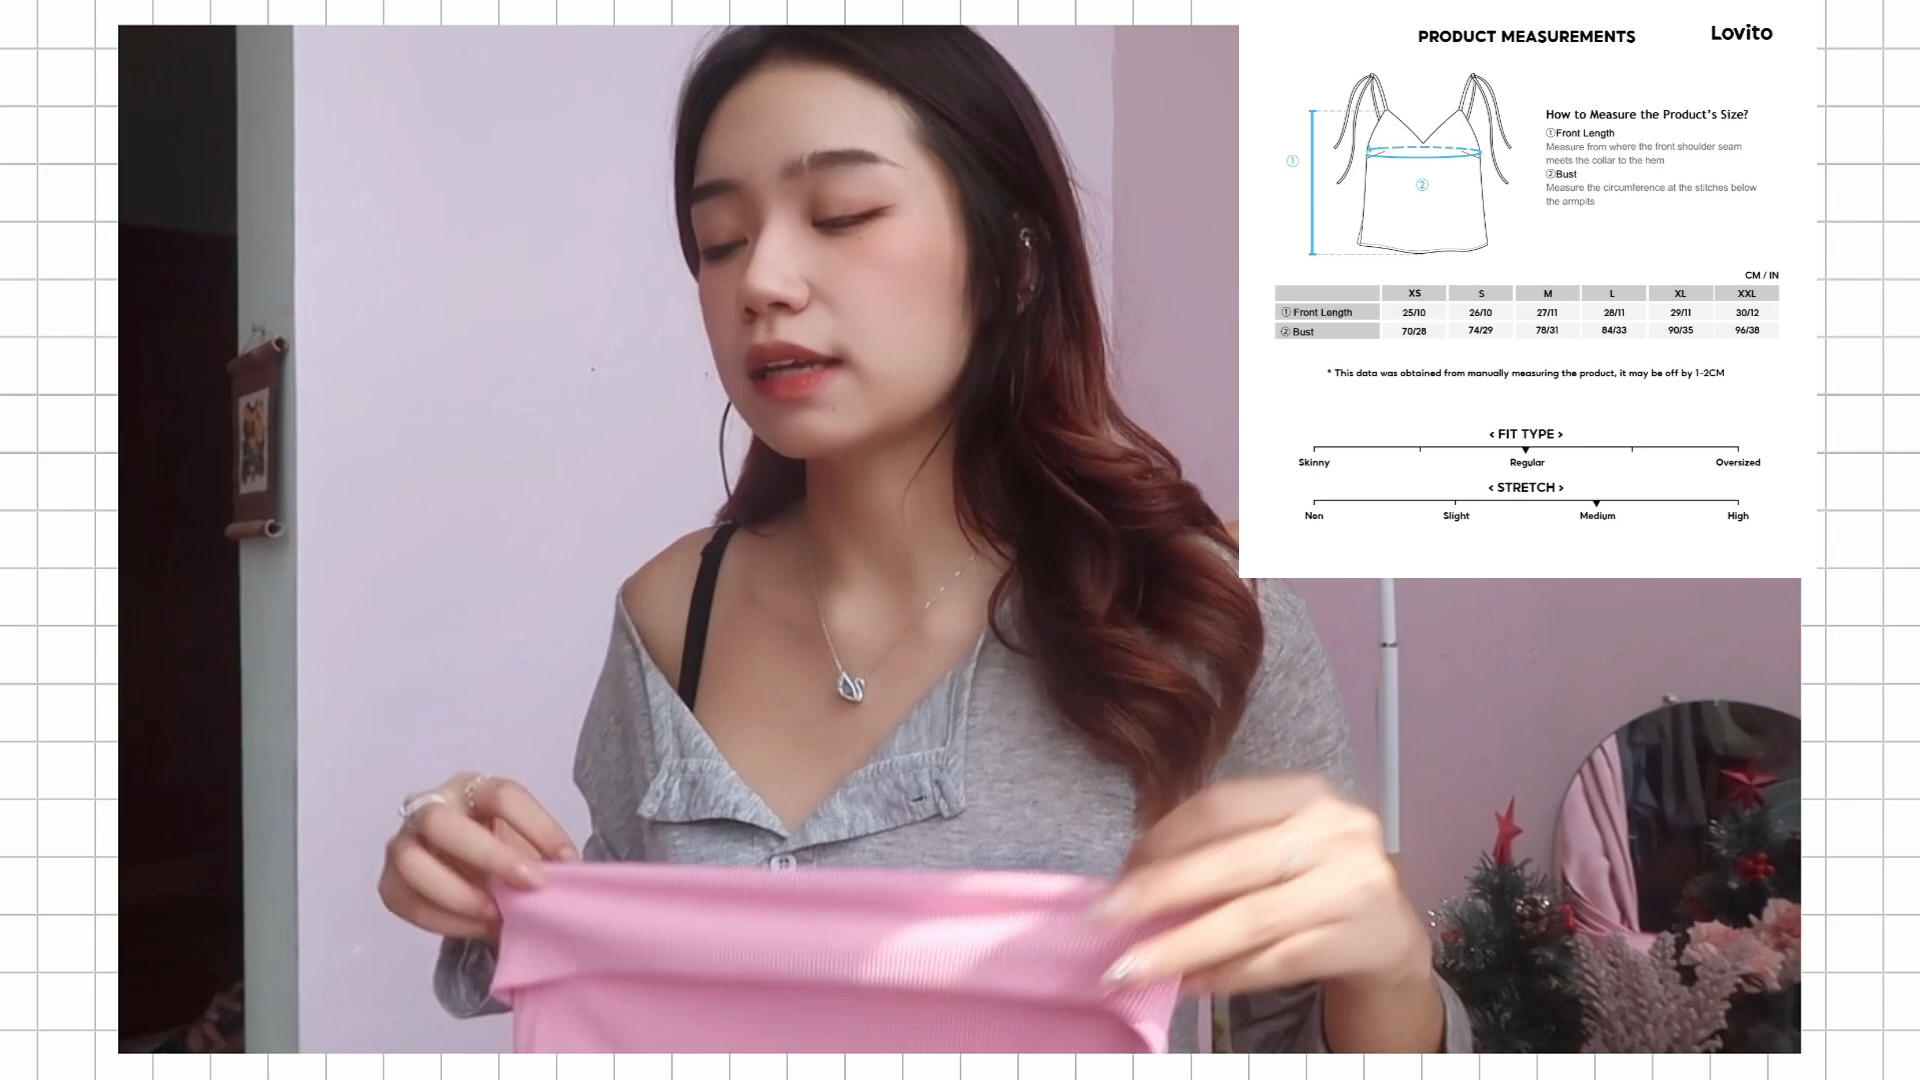 PRODUCT MEASUREMENTS
Lovito
①
②
How to Measure the Product's Size?
①Front Length
Measure from where the front shoulder seam
meets the collar to the hem
②Bust
Measure the circumference at the stitches below
the armpits
CM / IN
XS S M L XL XXL
① Front Length 25/10 26/10 27/11 28/11 29/11 30/12
② Bust 70/28 74/29 78/31 84/33 90/35 96/38
* This data was obtained from manually measuring the product, it may be off by 1-2CM
< FIT TYPE >
Skinny Regular Oversized
< STRETCH >
Non Slight Medium High